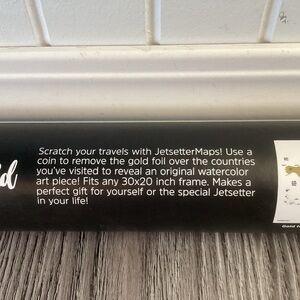 Scratch your travels with JetsetterMaps! Use a
coin to remove the gold foil over the countries
you've visited to reveal an original watercolor
art piece! Fits any 30x20 inch frame. Makes a
perfect gift for yourself or the special Jetsetter
in your life!